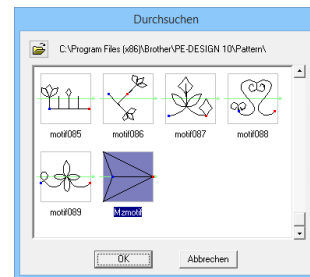 Durchsuchen
C:\Program Files (x86)\Brother\PE-DESIGN 10\Pattern\
motif085 motif086 motif087 motif088
motif089 Mzmotif
OK Abbrechen